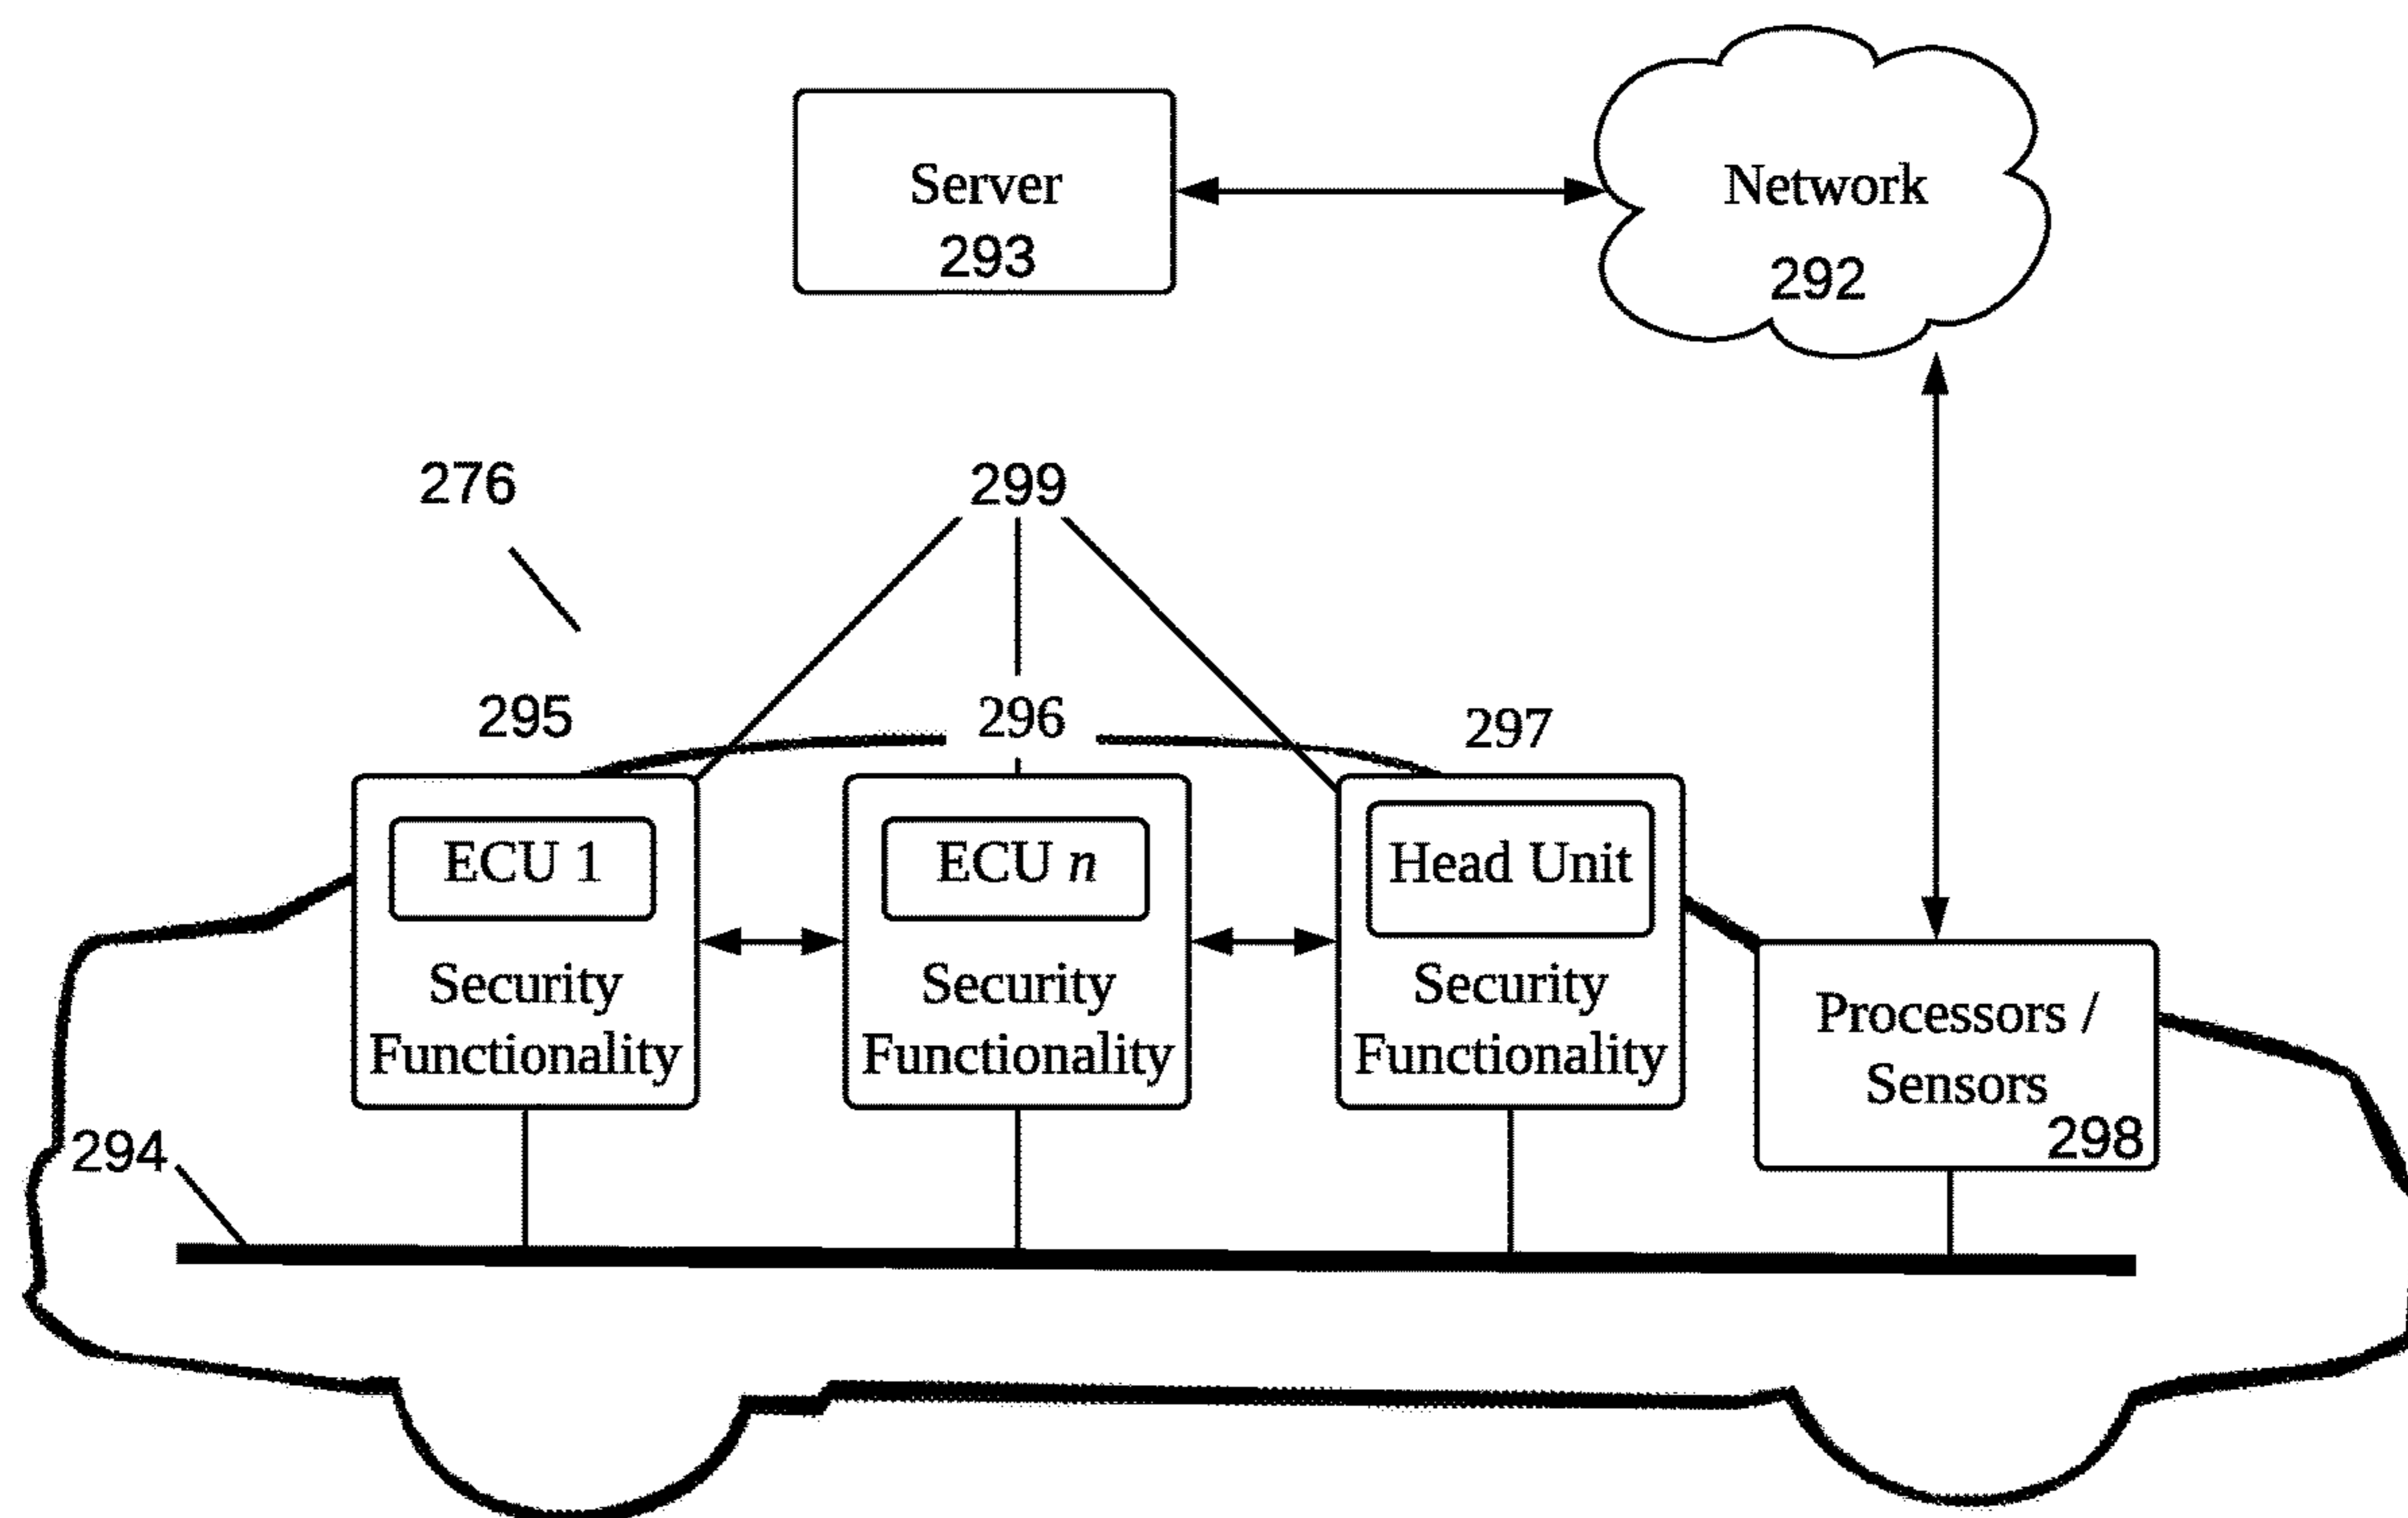 Server
293
Network
292
276
299
295
296
297
ECU 1
Security
Functionality
ECU n
Security
Functionality
Head Unit
Security
Functionality
Processors /
Sensors
298
294